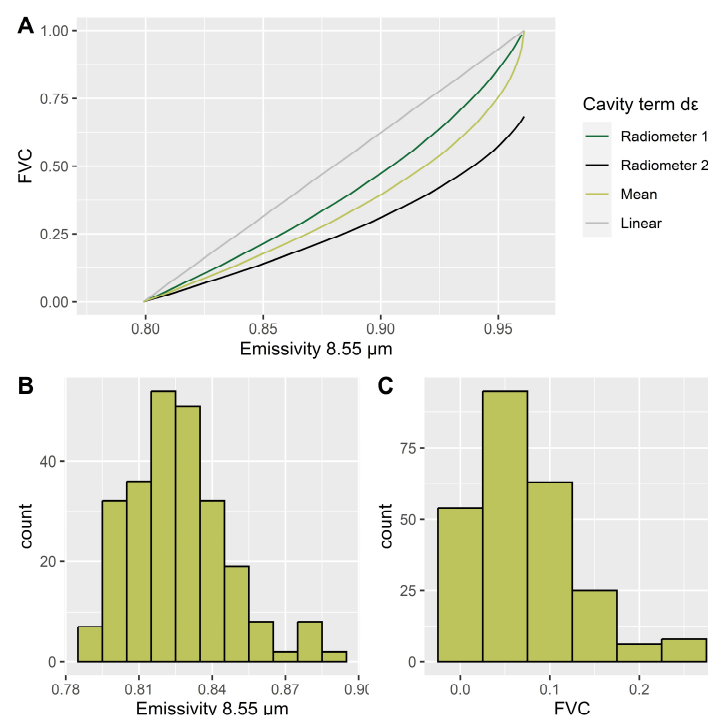 A
1.00
0.75
0.50
0.25
0.00
FVC
0.80 0.85 0.90 0.95
Emissivity 8.55 µm
Cavity term dε
Radiometer 1
Radiometer 2
Mean
Linear
B
40
20
0
count
0.78 0.81 0.84 0.87 0.90
Emissivity 8.55 µm
C
75
50
25
0
count
0.0 0.1 0.2
FVC